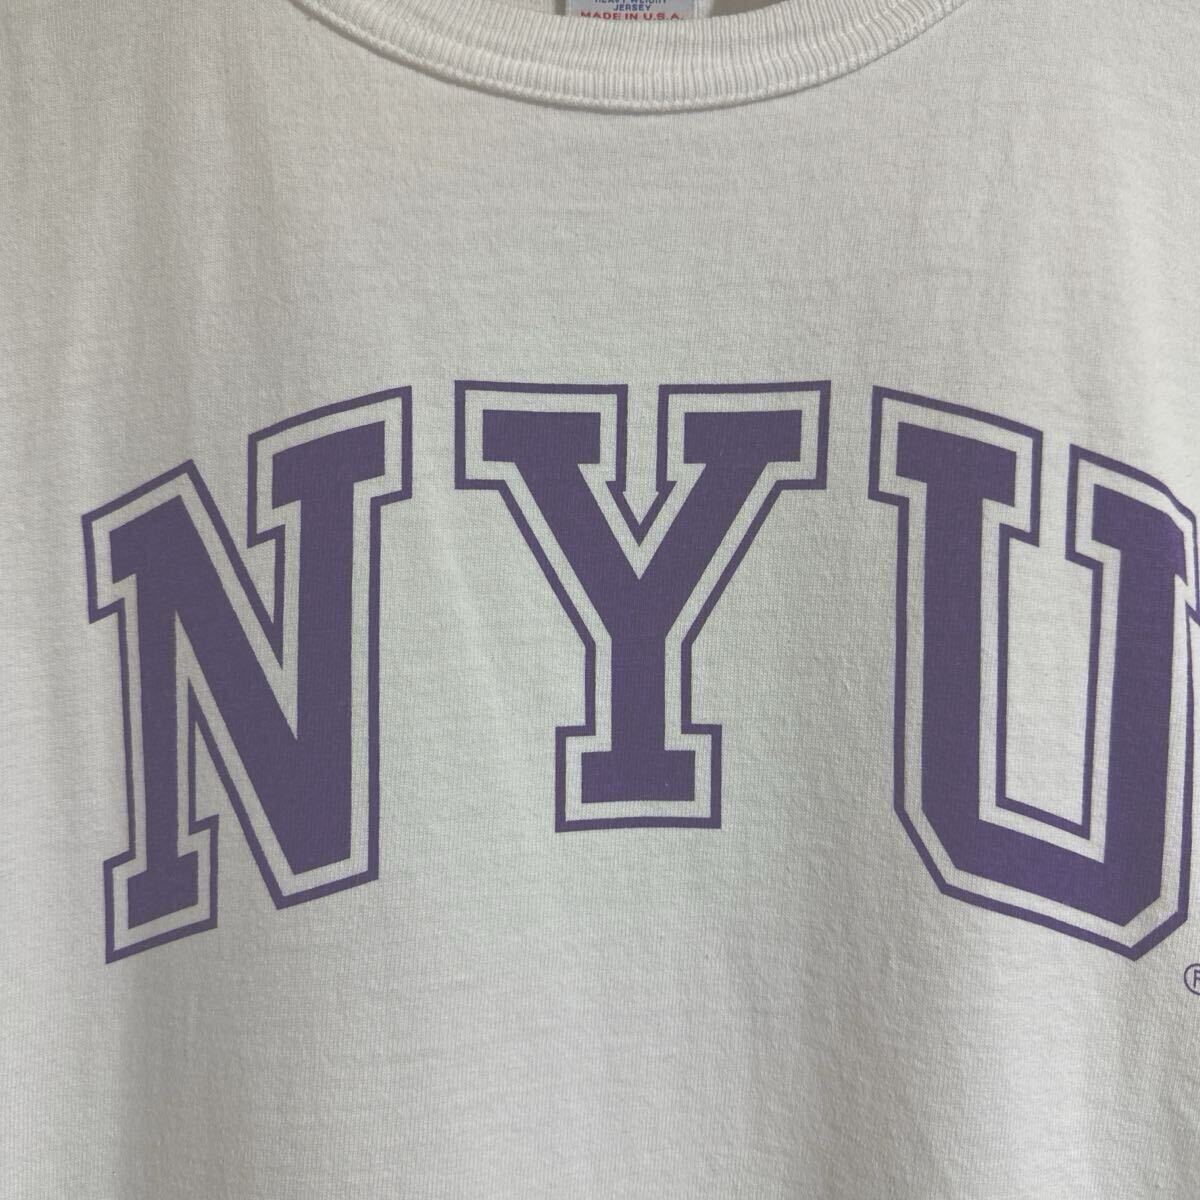 HEAVY WEIGHT
JERSEY
MADE IN U.S.A.
NYU
®